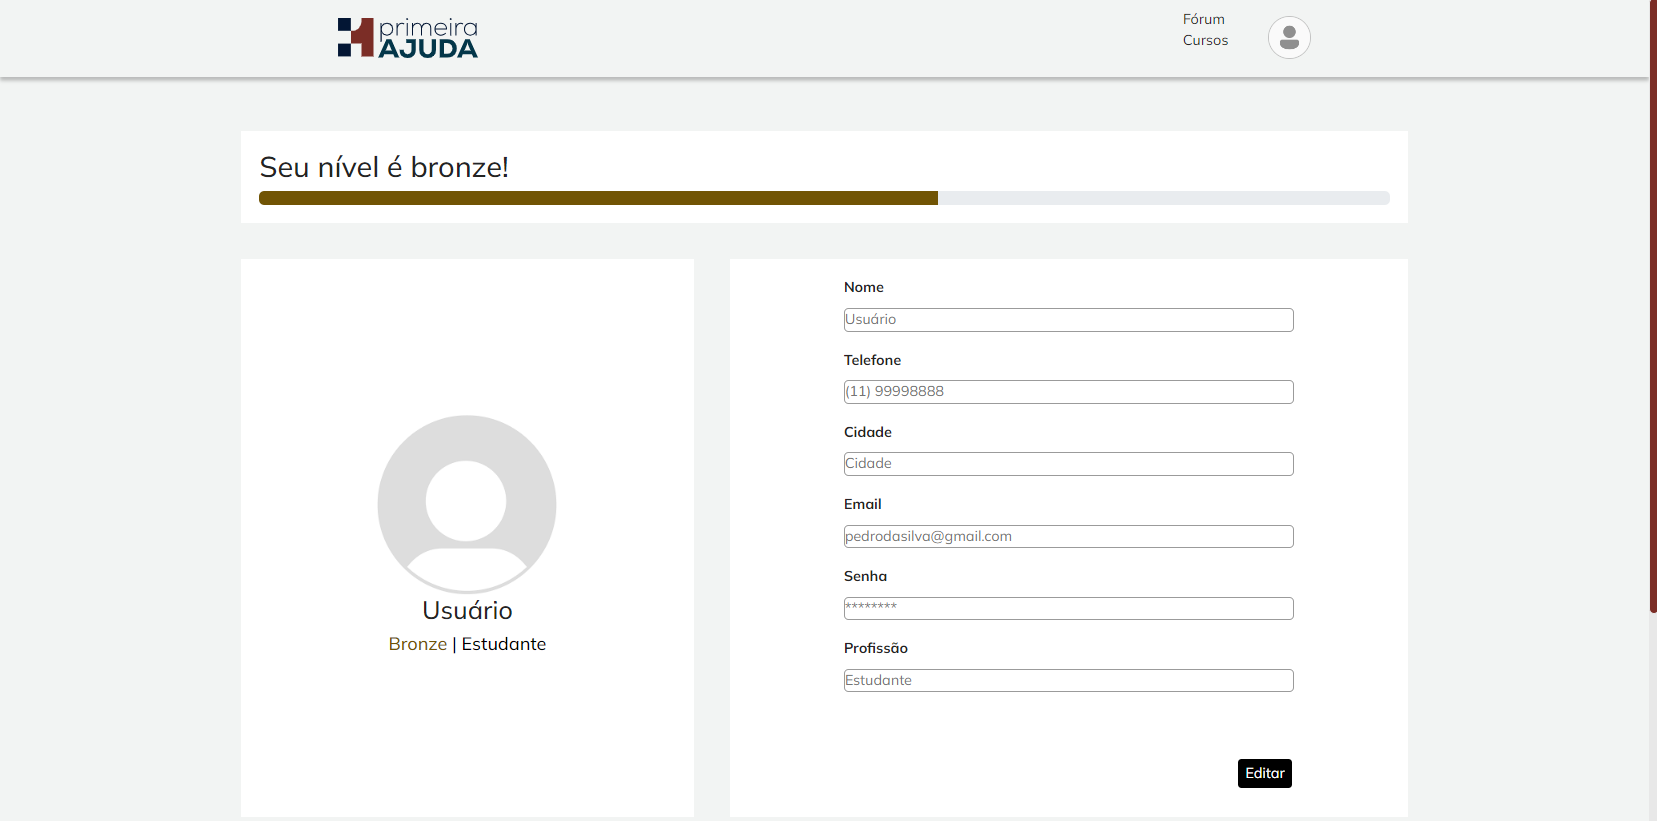 primeira
AJUDA
Fórum
Cursos
Seu nível é bronze!
Usuário
Bronze | Estudante
Nome
Usuário
Telefone
(11) 99998888
Cidade
Cidade
Email
pedrodasilva@gmail.com
Senha
********
Profissão
Estudante
Editar